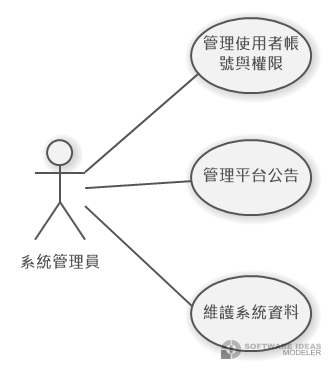 管理使用者帳
號與權限
管理平台公告
系統管理員
維護系統資料
SOFTWARE IDEAS
MODELER